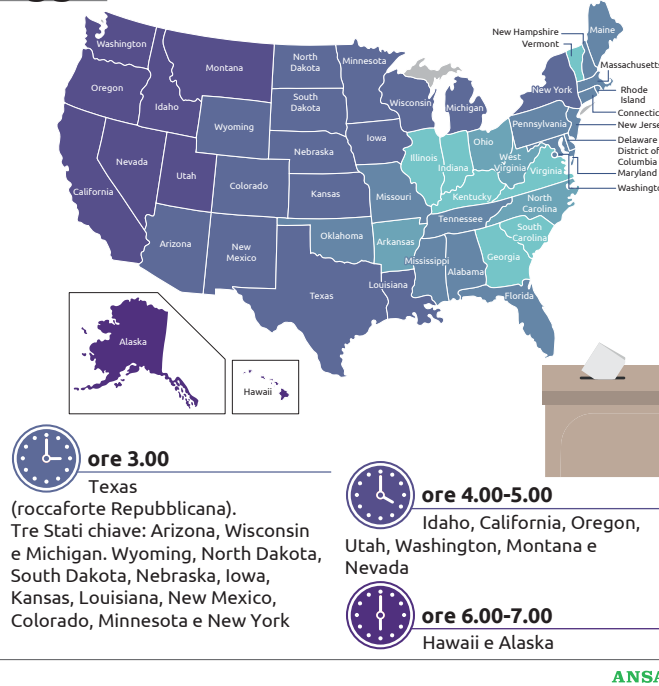 New Hampshire
Vermont
Maine
Massachusetts
Rhode
Island
New York
Pennsylvania
Delaware
District of
Columbia
Maryland
Washington
Montana
North
Dakota
Minnesota
Oregon
Idaho
South
Dakota
Wisconsin
Michigan
Wyoming
Iowa
Nebraska
Illinois
Indiana
Ohio
West
Virginia
Virginia
Nevada
Utah
Colorado
Kansas
Missouri
Kentucky
California
North
Carolina
Tennessee
Arizona
New
Mexico
Oklahoma
Arkansas
South
Carolina
Mississippi
Alabama
Georgia
Texas
Louisiana
Florida
Alaska
Hawaii
ore 3.00
Texas
(roccaforte Repubblicana).
Tre Stati chiave: Arizona, Wisconsin
e Michigan. Wyoming, North Dakota,
South Dakota, Nebraska, Iowa,
Kansas, Louisiana, New Mexico,
Colorado, Minnesota e New York
ore 4.00-5.00
Idaho, California, Oregon,
Utah, Washington, Montana e
Nevada
ore 6.00-7.00
Hawaii e Alaska
ANSA